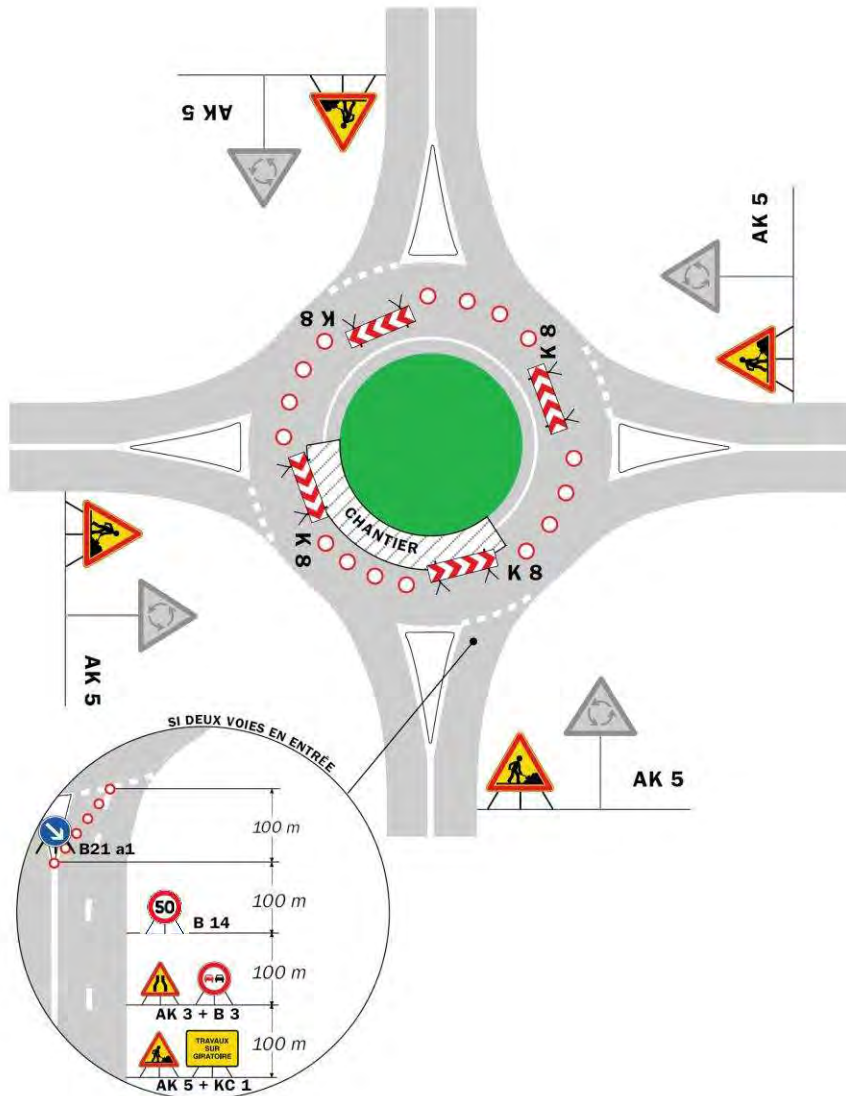 AK 5
AK 5
K 8
K 8
CHANTIER
K 8
K 8
AK 5
AK 5
SI DEUX VOIES EN ENTRÉE
100 m
B21 a1
50
B 14
100 m
100 m
AK 3 + B 3
TRAVAUX
SUR
GIRATOIRE
100 m
AK 5 + KC 1